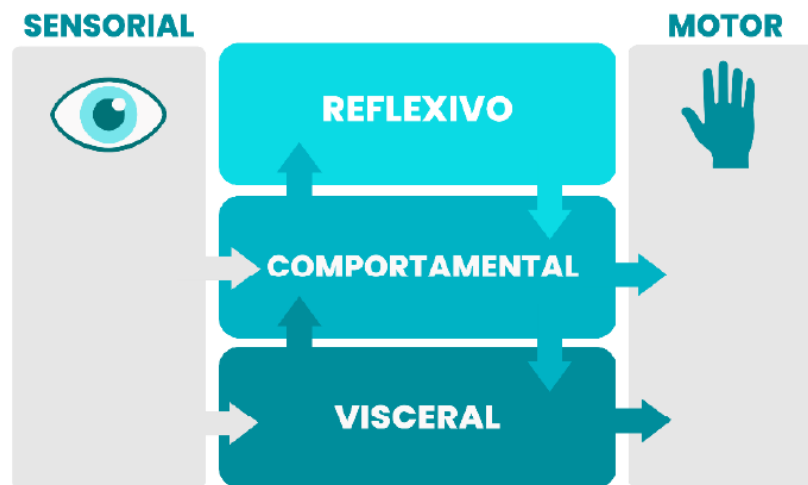 SENSORIAL
MOTOR
REFLEXIVO
COMPORTAMENTAL
VISCERAL